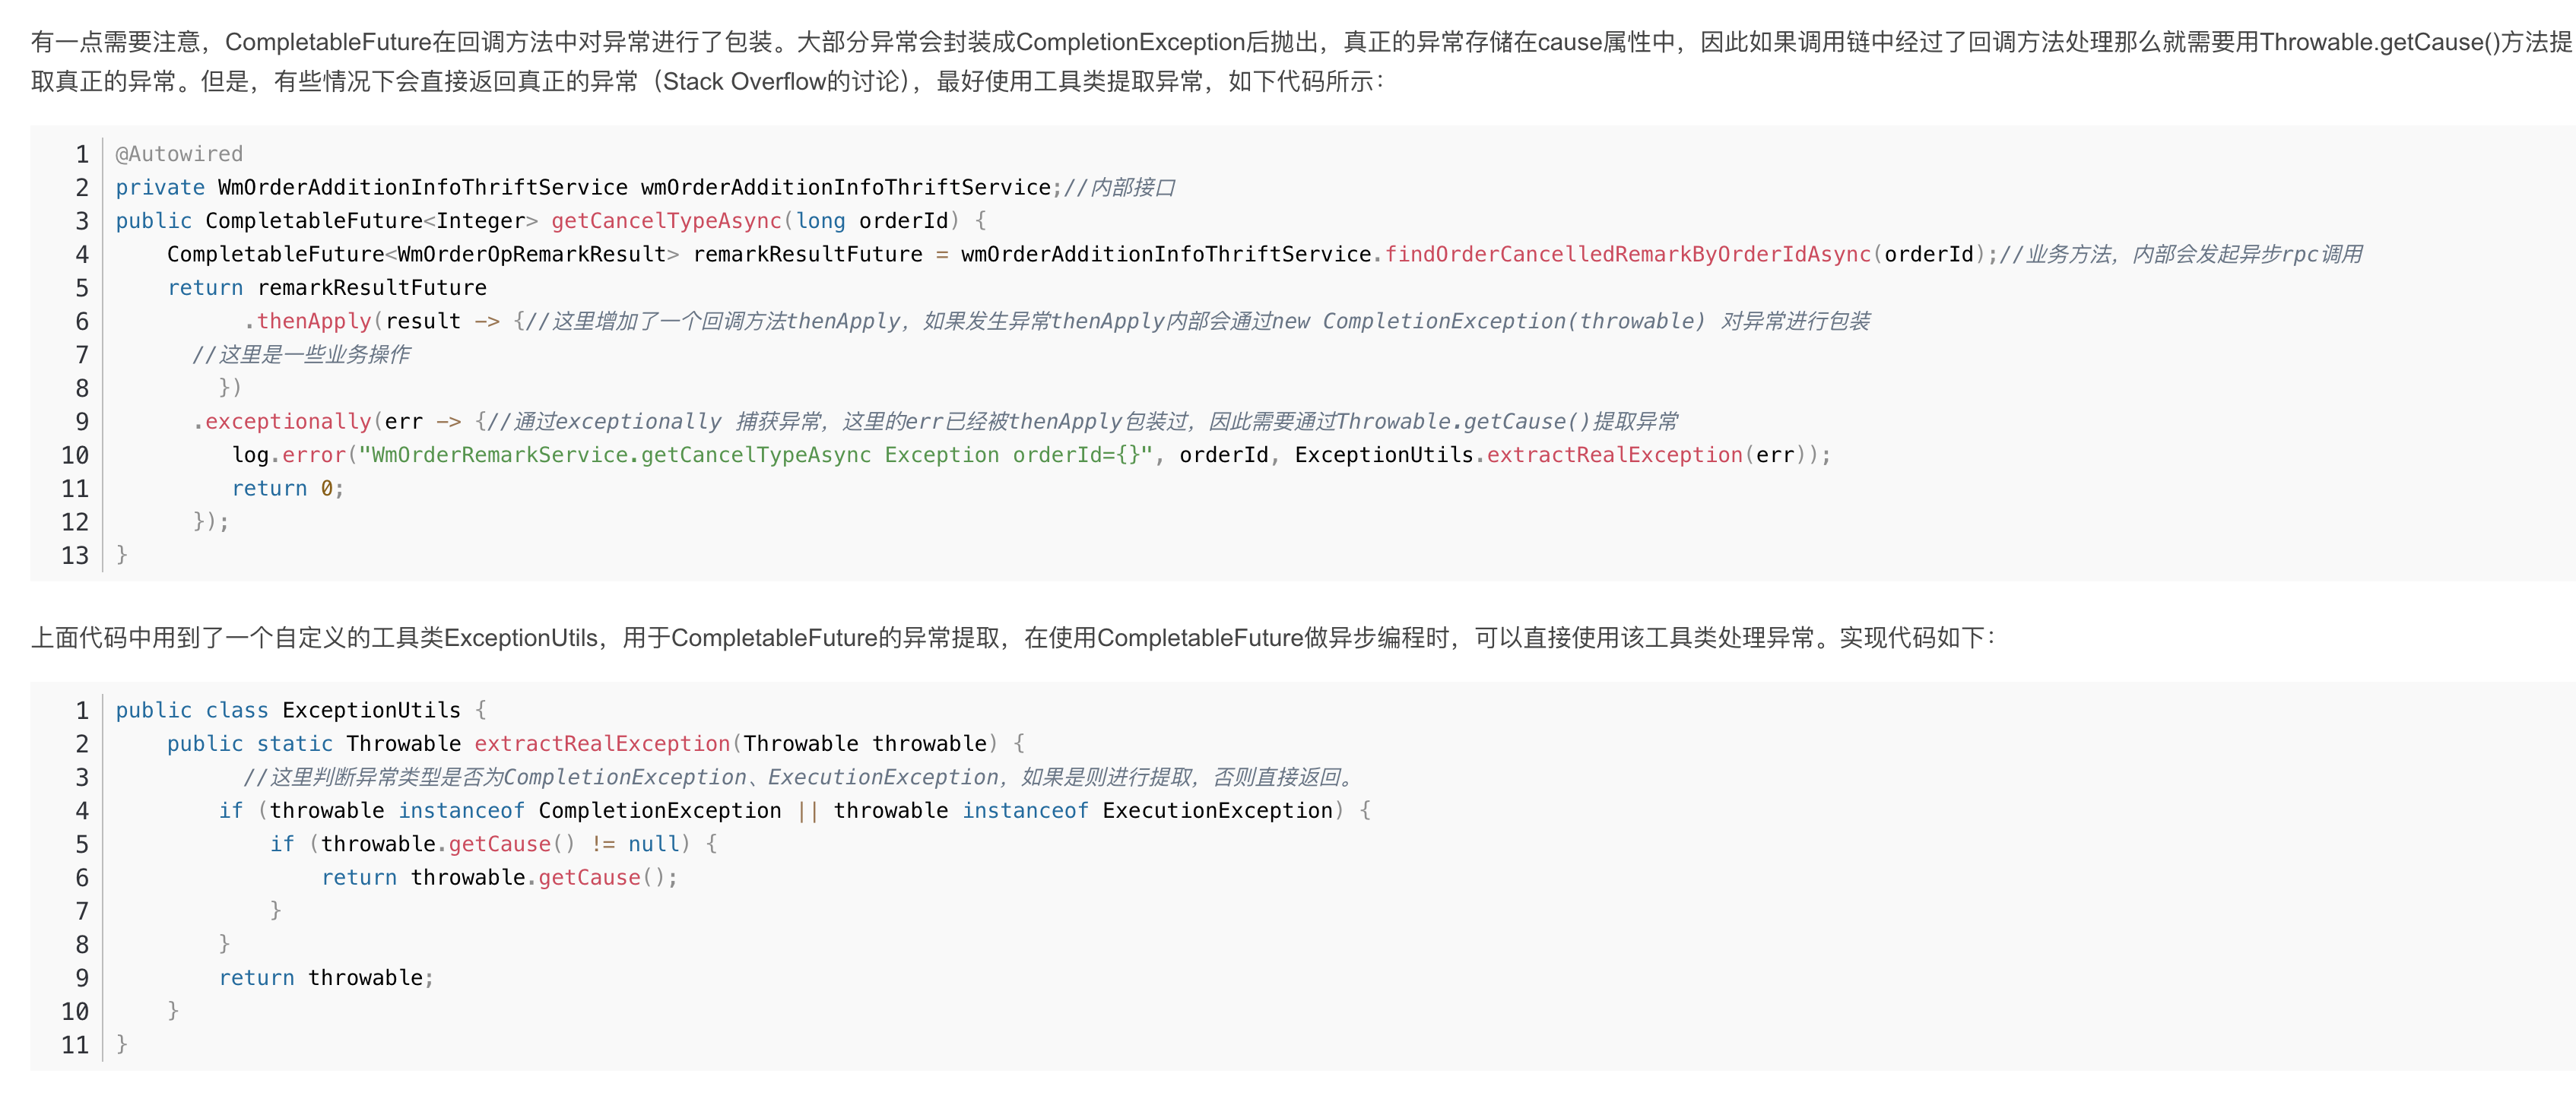 有一点需要注意，CompletableFuture在回调方法中对异常进行了包装。大部分异常会封装成CompletionException后抛出，真正的异常存储在cause属性中，因此如果调用链中经过了回调方法处理那么就需要用Throwable.getCause()方法提
取真正的异常。但是，有些情况下会直接返回真正的异常（Stack Overflow的讨论），最好使用工具类提取异常，如下代码所示：
1 @Autowired
2 private WmOrderAdditionInfoThriftService wmOrderAdditionInfoThriftService;//内部接口
3 public CompletableFuture<Integer> getCancelTypeAsync(long orderId) {
4     CompletableFuture<WmOrderOpRemarkResult> remarkResultFuture = wmOrderAdditionInfoThriftService.findOrderCancelledRemarkByOrderIdAsync(orderId);//业务方法，内部会发起异步rpc调用
5     return remarkResultFuture
6           .thenApply(result -> {//这里增加了一个回调方法thenApply，如果发生异常thenApply内部会通过new CompletionException(throwable) 对异常进行包装
7       //这里是一些业务操作
8         })
9       .exceptionally(err -> {//通过exceptionally 捕获异常，这里的err已经被thenApply包装过，因此需要通过Throwable.getCause()提取异常
10          log.error("WmOrderRemarkService.getCancelTypeAsync Exception orderId={}", orderId, ExceptionUtils.extractRealException(err));
11          return 0;
12       });
13 }
上面代码中用到了一个自定义的工具类ExceptionUtils，用于CompletableFuture的异常提取，在使用CompletableFuture做异步编程时，可以直接使用该工具类处理异常。实现代码如下：
1 public class ExceptionUtils {
2     public static Throwable extractRealException(Throwable throwable) {
3           //这里判断异常类型是否为CompletionException、ExecutionException，如果是则进行提取，否则直接返回。
4         if (throwable instanceof CompletionException || throwable instanceof ExecutionException) {
5             if (throwable.getCause() != null) {
6                 return throwable.getCause();
7             }
8         }
9         return throwable;
10     }
11 }